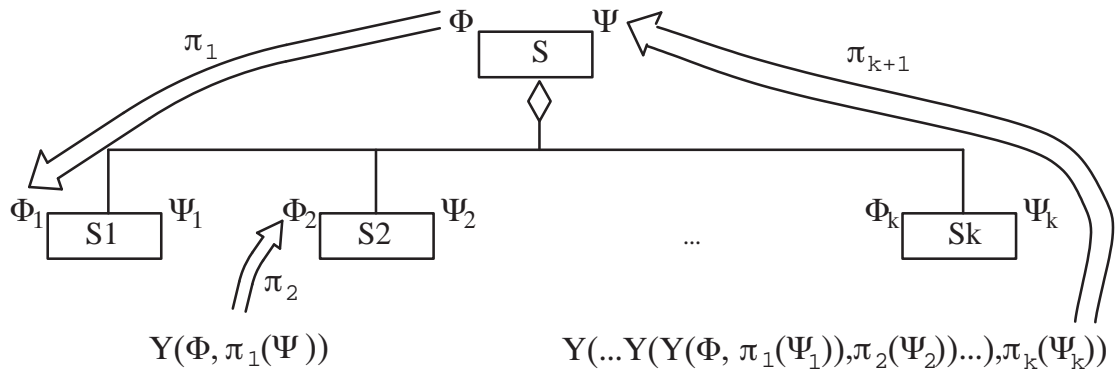 Φ Ψ
π₁ S π_{k+1}
Φ₁ Ψ₁ Φ₂ Ψ₂ Φₖ Ψₖ
S1 S2 ... Sk
π₂
Υ(Φ, π₁(Ψ )) Υ(...Υ(Υ(Φ, π₁(Ψ₁)),π₂(Ψ₂))...),πₖ(Ψₖ))